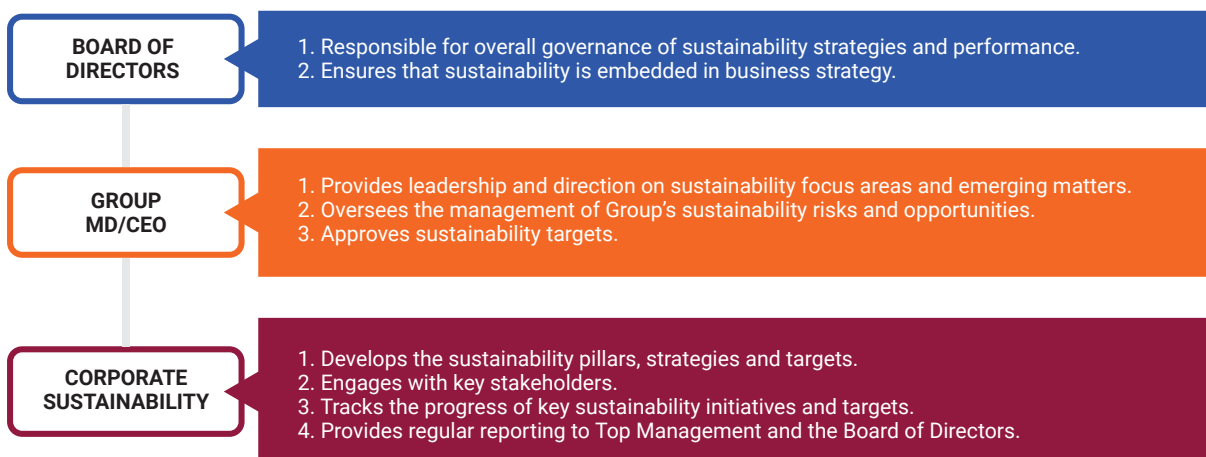 BOARD OF
DIRECTORS
1. Responsible for overall governance of sustainability strategies and performance.
2. Ensures that sustainability is embedded in business strategy.
GROUP
MD/CEO
1. Provides leadership and direction on sustainability focus areas and emerging matters.
2. Oversees the management of Group's sustainability risks and opportunities.
3. Approves sustainability targets.
CORPORATE
SUSTAINABILITY
1. Develops the sustainability pillars, strategies and targets.
2. Engages with key stakeholders.
3. Tracks the progress of key sustainability initiatives and targets.
4. Provides regular reporting to Top Management and the Board of Directors.